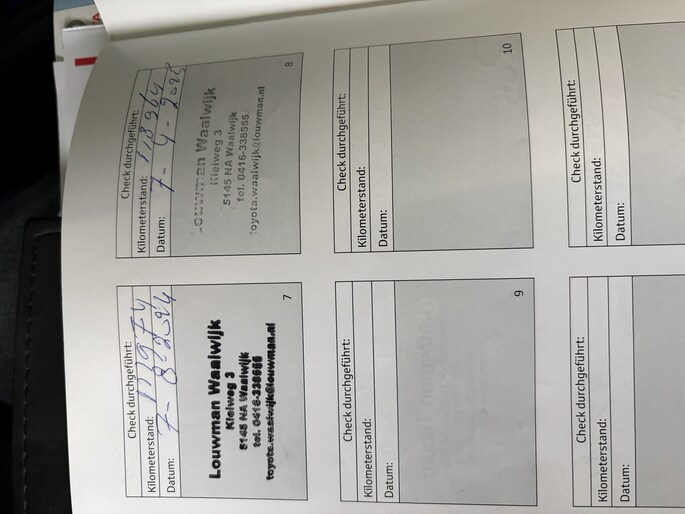 Check durchgeführt:
Kilometerstand: 113974
Datum: 7-8-2024
Louwman Waalwijk
Kleiweg 3
5145 NA Waalwijk
tel. 0416-338555
toyota.waalwijk@louwman.nl
7
Check durchgeführt:
Kilometerstand: 118964
Datum: 7-4-2025
Louwman Waalwijk
Kleiweg 3
5145 NA Waalwijk
tel. 0416-338555
toyota.waalwijk@louwman.nl
8
Check durchgeführt:
Kilometerstand:
Datum:
9
Check durchgeführt:
Kilometerstand:
Datum:
10
Check durchgeführt:
Kilometerstand:
Datum:
Check durchgeführt:
Kilometerstand:
Datum: